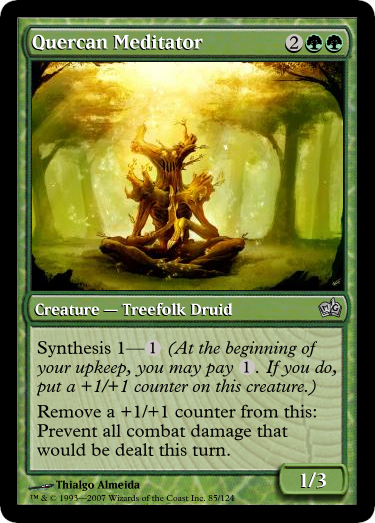 Quercan Meditator 2
Creature — Treefolk Druid
Synthesis 1—1 (At the beginning of
your upkeep, you may pay 1. If you do,
put a +1/+1 counter on this creature.)
Remove a +1/+1 counter from this:
Prevent all combat damage that
would be dealt this turn.
1/3
Thialgo Almeida
™ & © 1993–2007 Wizards of the Coast Inc. 85/124